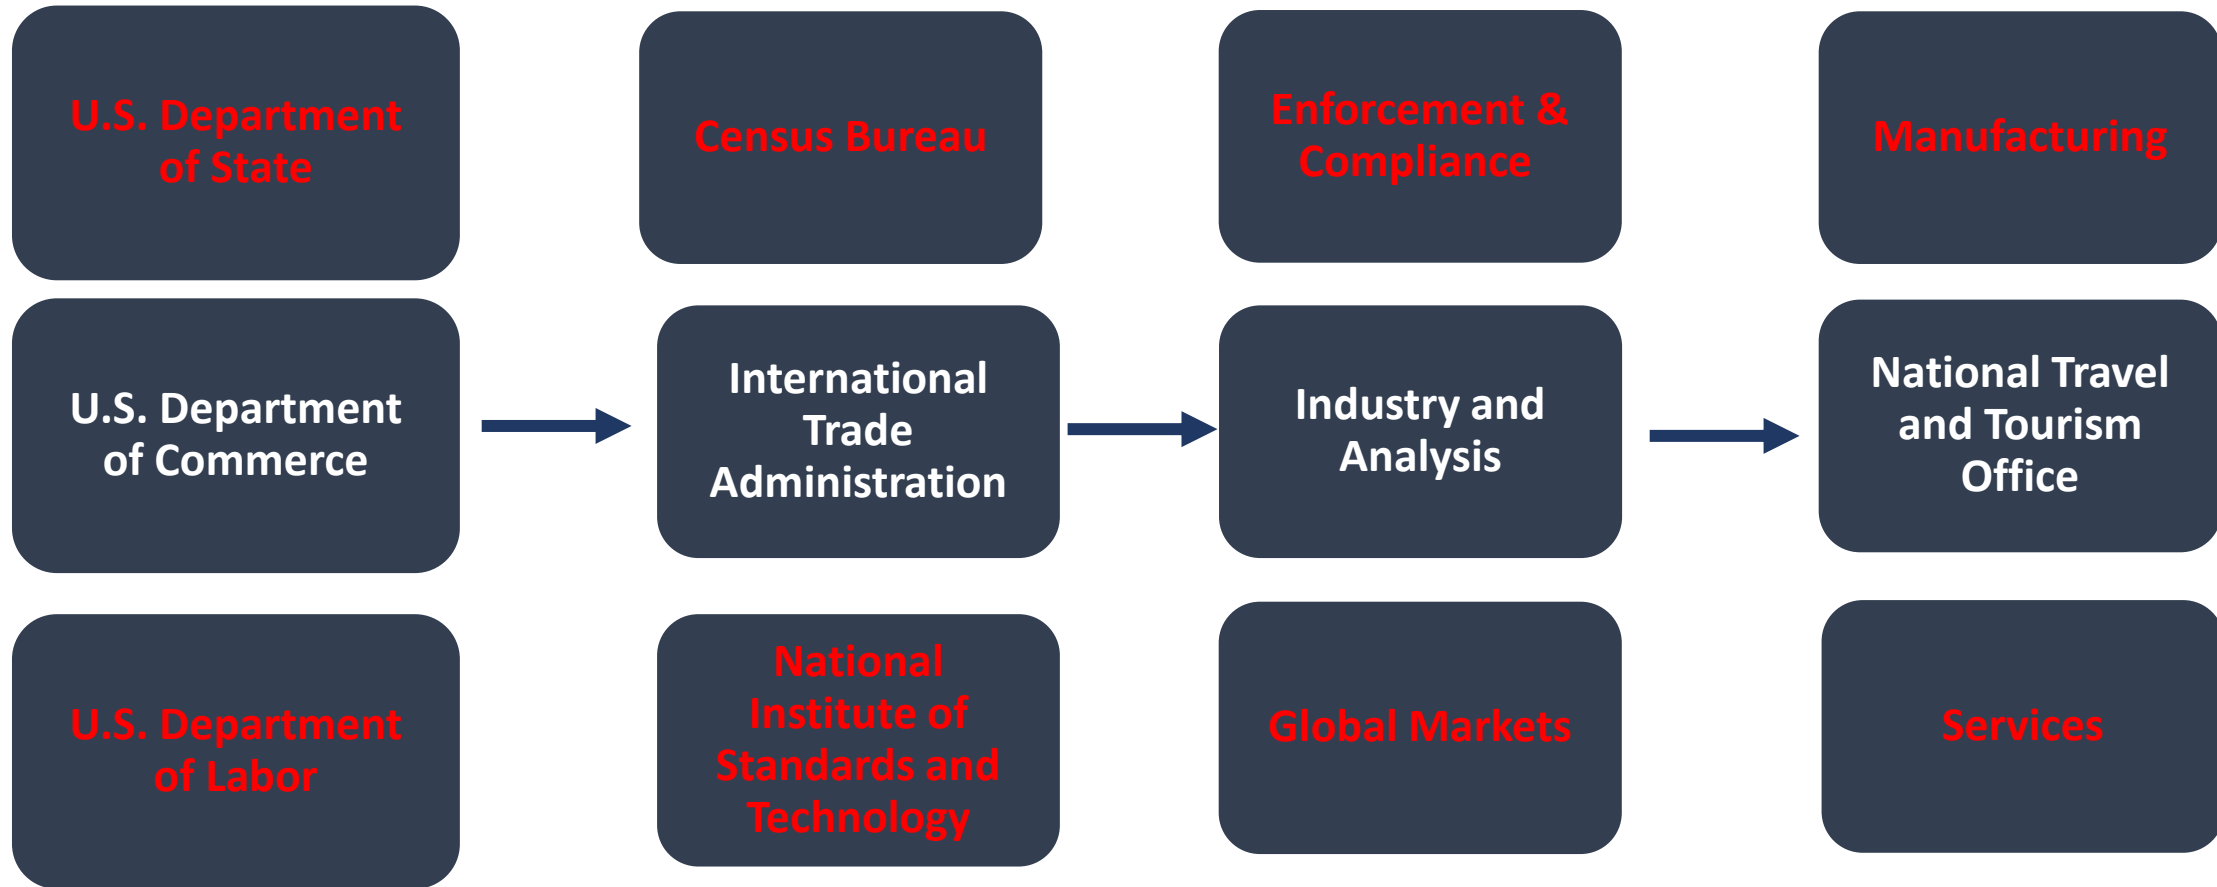 U.S. Department
of State
Census Bureau
Enforcement &
Compliance
Manufacturing
U.S. Department
of Commerce
International
Trade
Administration
Industry and
Analysis
National Travel
and Tourism
Office
U.S. Department
of Labor
National
Institute of
Standards and
Technology
Global Markets
Services